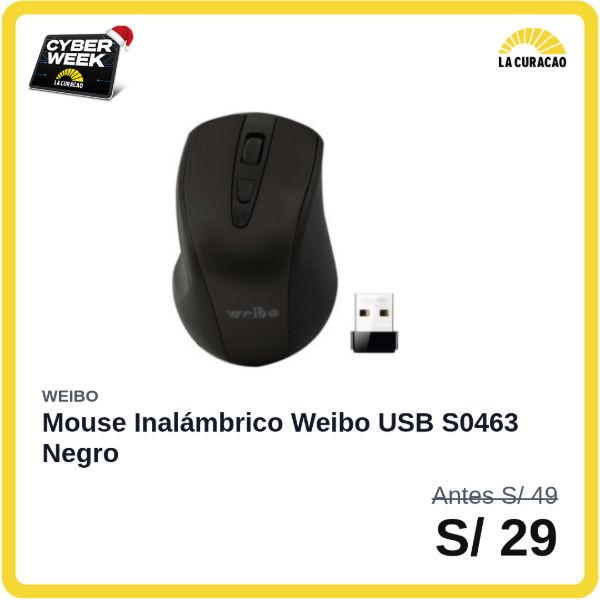 CYBER
WEEK
LA CURACAO
LA CURACAO
weibo
WEIBO
Mouse Inalámbrico Weibo USB S0463
Negro
Antes S/ 49
S/ 29